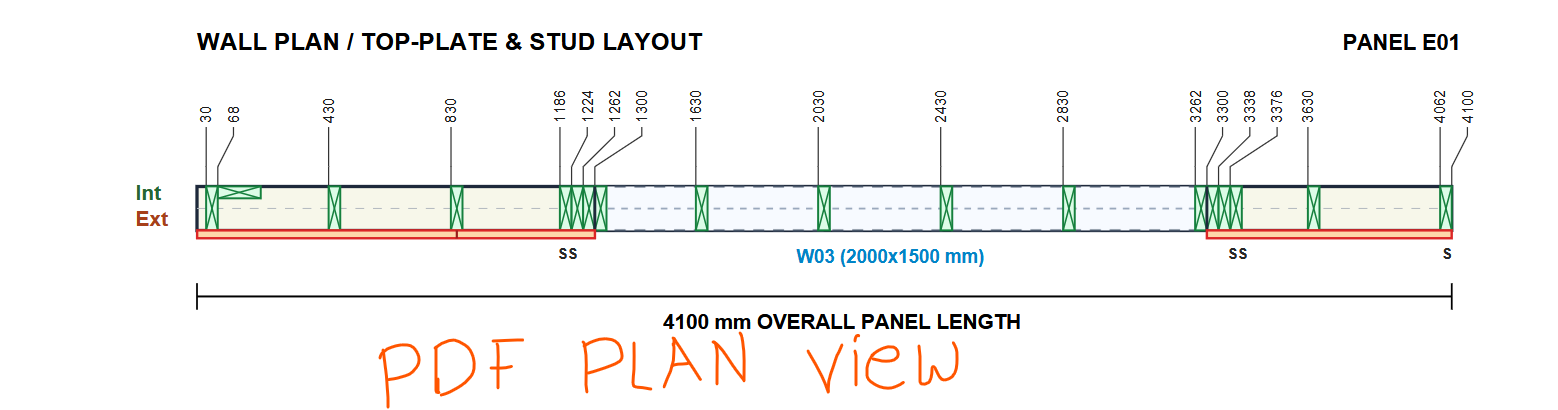 WALL PLAN / TOP-PLATE & STUD LAYOUT
PANEL E01
30 68 430 830 1186 1224 1262 1300 1630 2030 2430 2830 3262 3300 3338 3376 3630 4062 4100
Int
Ext
SS W03 (2000x1500 mm) SS S
4100 mm OVERALL PANEL LENGTH
PDF PLAN View